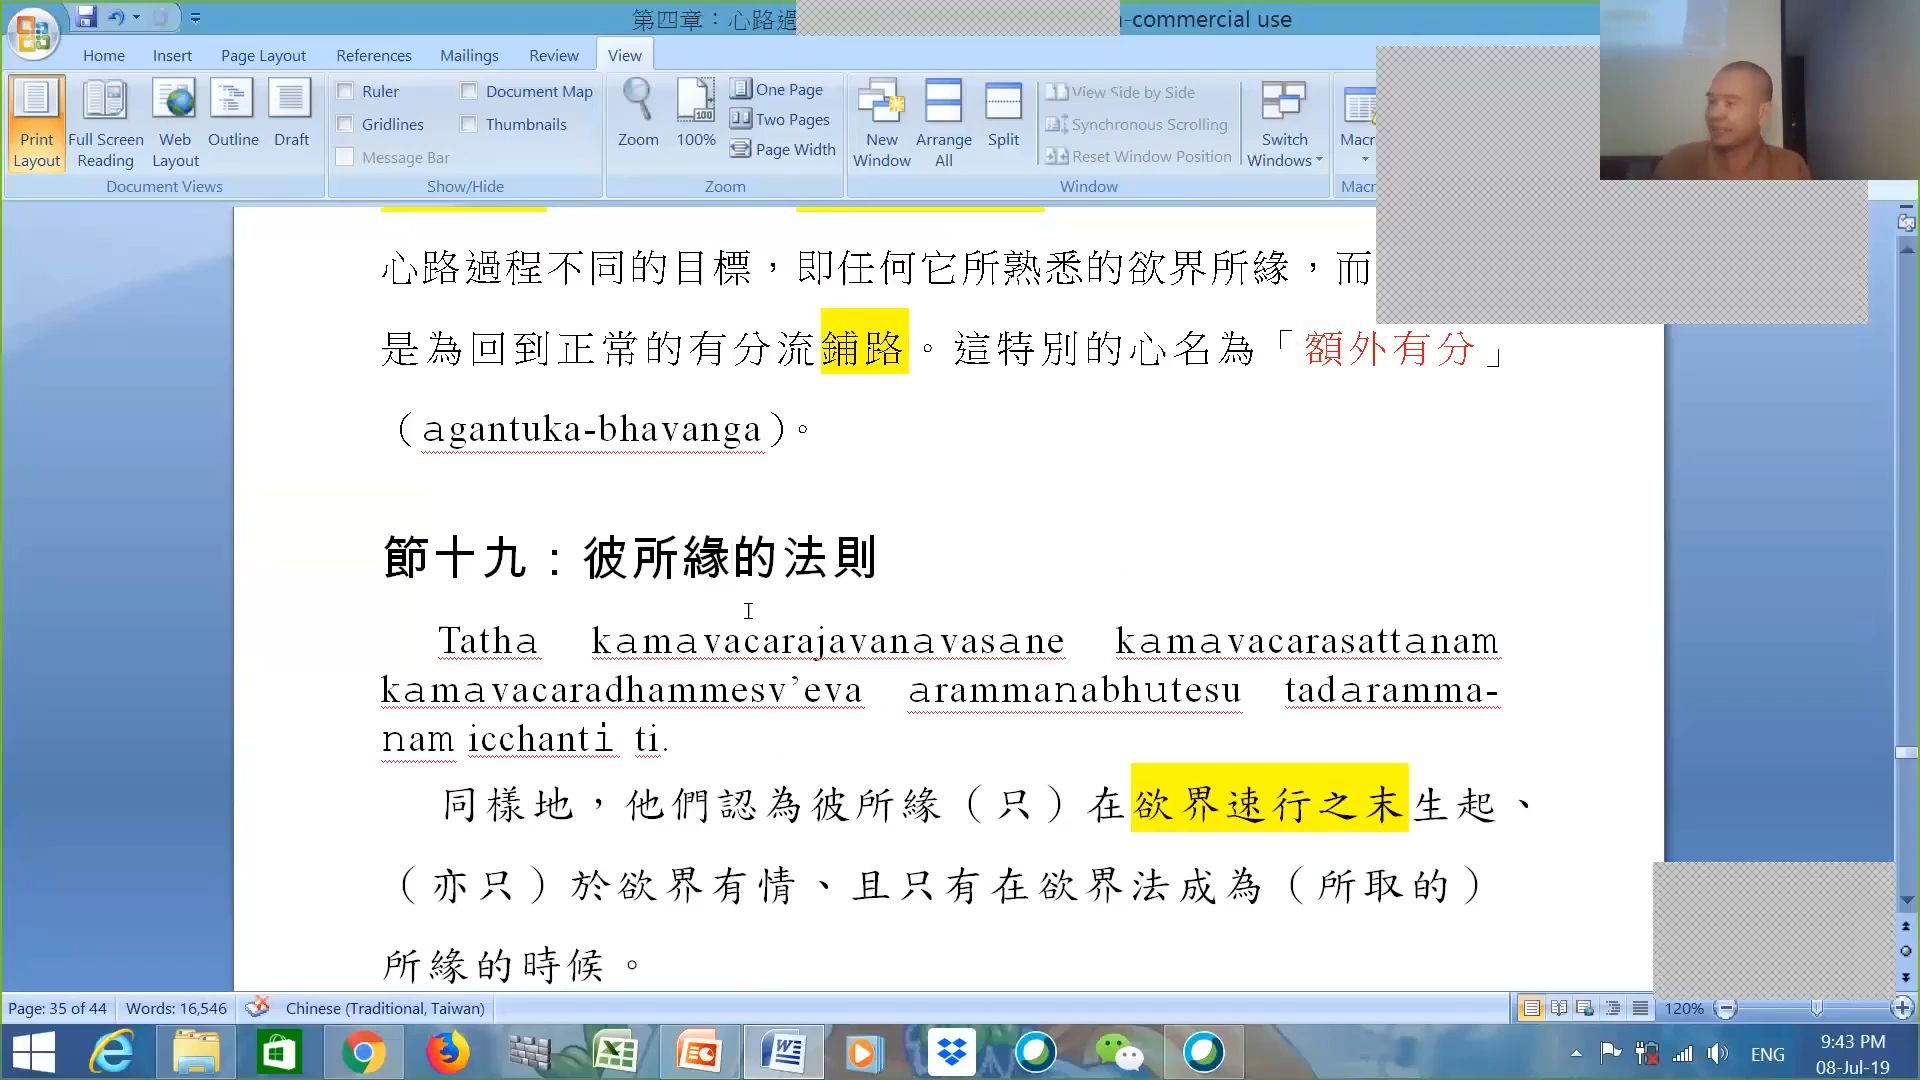 第四章：心路過
-commercial use
Home Insert Page Layout References Mailings Review View
Ruler Document Map One Page View Side by Side
Gridlines Thumbnails Two Pages Synchronous Scrolling
Message Bar Page Width Reset Window Position
Print Layout Full Screen Reading Web Layout Outline Draft Zoom 100% New Window Arrange All Split Switch Windows Macr
Document Views Show/Hide Zoom Window Macr
心路過程不同的目標，即任何它所熟悉的欲界所緣，而
是為回到正常的有分流鋪路。這特別的心名為「額外有分」
（agantuka-bhavanga）。
節十九：彼所緣的法則
Tatha kamavacarajavanavasane kamavacarasattanam
kamavacaradhammesv’eva arammanabhutesu tadaramma-
nam icchanti ti.
同樣地，他們認為彼所緣（只）在欲界速行之末生起、
（亦只）於欲界有情、且只有在欲界法成為（所取的）
所緣的時候。
Page: 35 of 44 Words: 16,546 Chinese (Traditional, Taiwan) 120%
ENG
9:43 PM
08-Jul-19